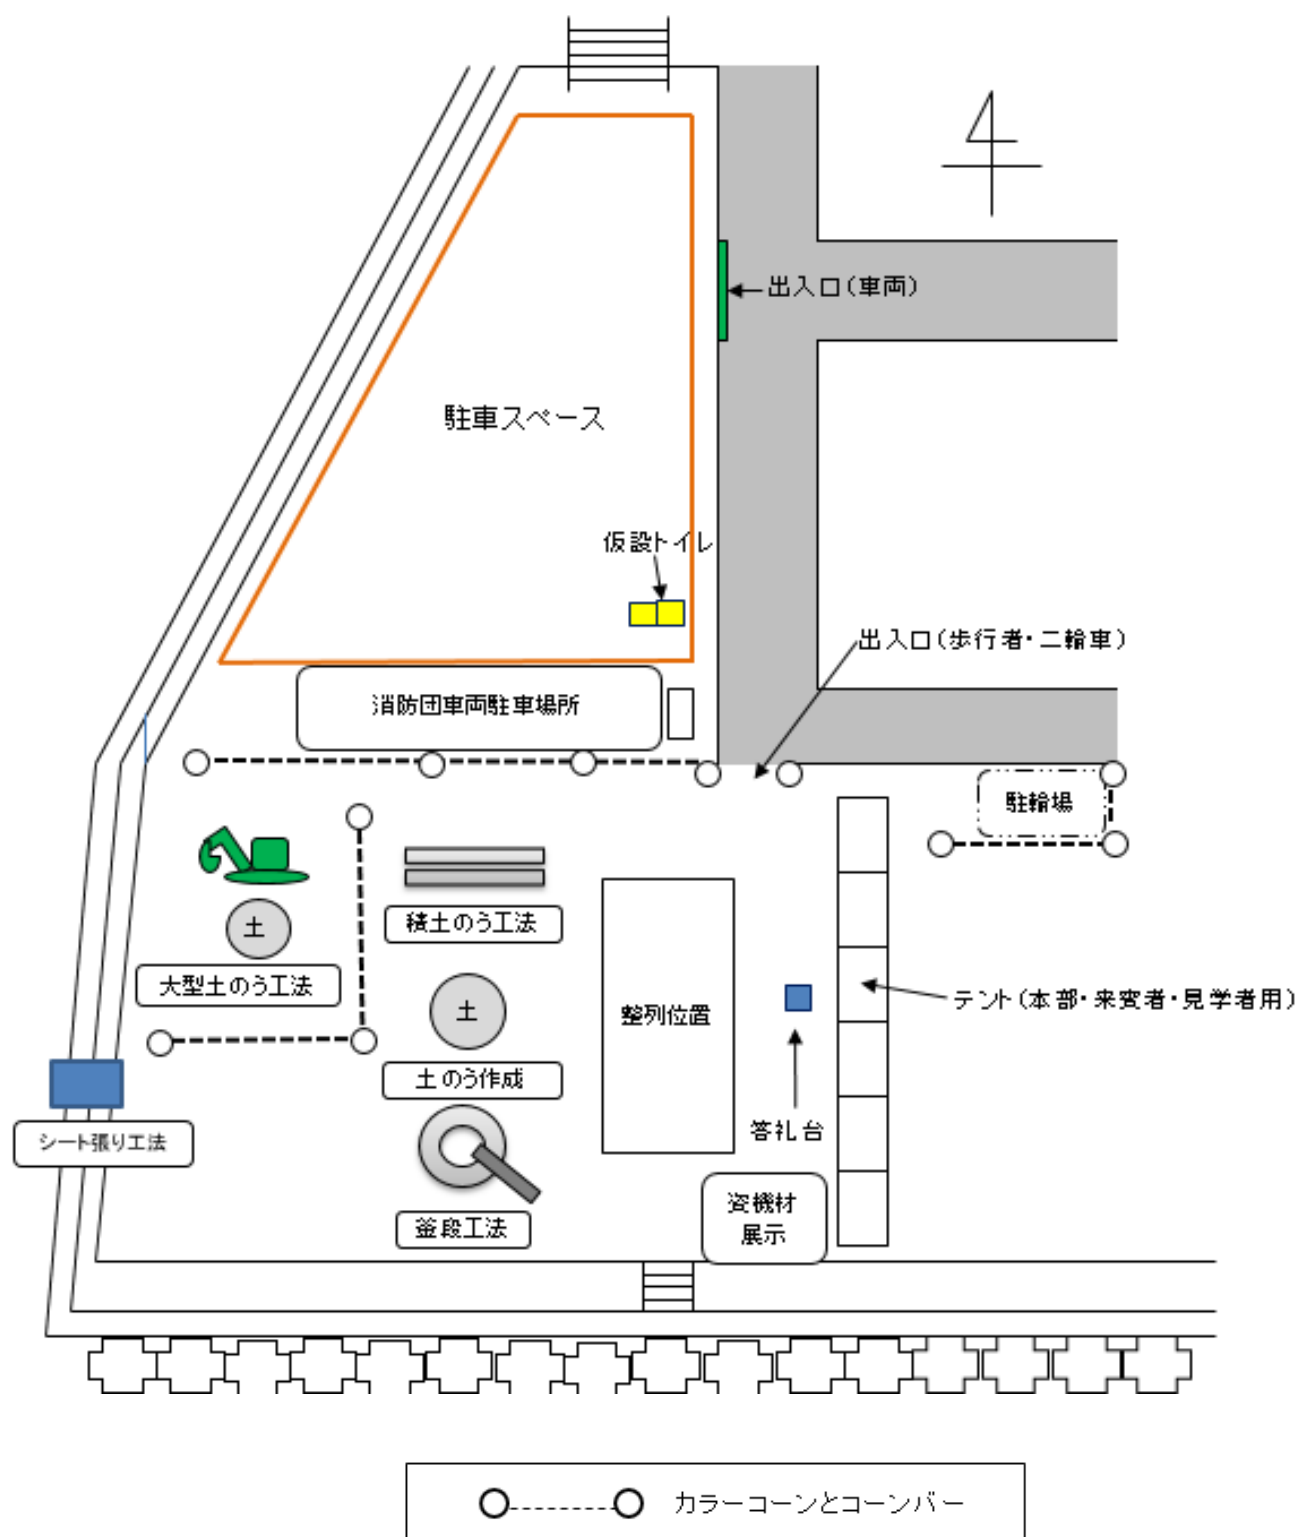 出入口(車両)
駐車スペース
仮設トイレ
出入口(歩行者・二輪車)
消防団車両駐車場所
駐輪場
土
積土のう工法
大型土のう工法
土
整列位置
テント(本部・来賓者・見学者用)
土のう作成
答礼台
シート張り工法
釜段工法
資機材
展示
カラーコーンとコーンバー